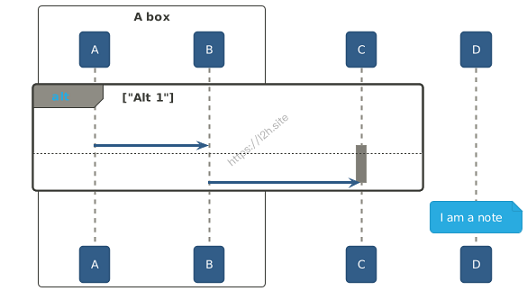 A box
A B C D
alt ["Alt 1"]
https://l2h.site
I am a note
A B C D